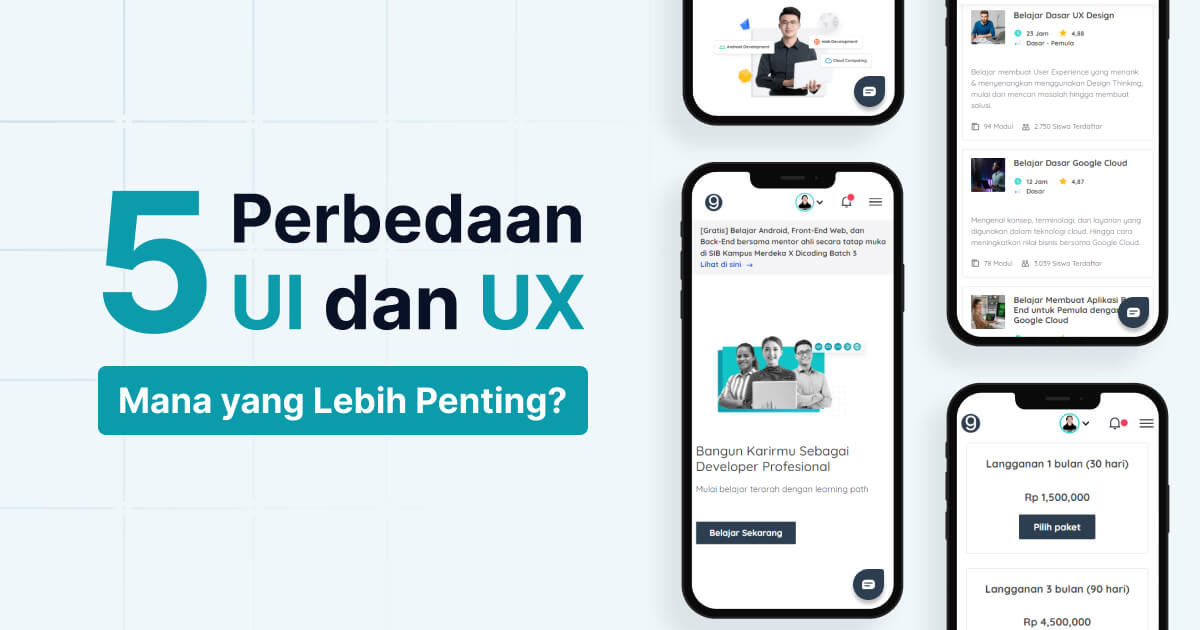 5 Perbedaan
UI dan UX
Mana yang Lebih Penting?
Android Development
Web Development
Cloud Computing
[Gratis] Belajar Android, Front-End Web, dan
Back-End bersama mentor ahli secara tatap muka
di SIB Kampus Merdeka X Dicoding Batch 3
Lihat di sini →
Bangun Karirmu Sebagai
Developer Profesional
Mulai belajar terarah dengan learning path
Belajar Sekarang
Belajar Dasar UX Design
23 Jam 4,88
Dasar - Pemula
Belajar membuat User Experience yang menarik
& menyenangkan menggunakan Design Thinking,
mulai dari mencari masalah hingga membuat
solusi.
94 Modul 2.750 Siswa Terdaftar
Belajar Dasar Google Cloud
12 Jam 4,87
Dasar
Mengenal konsep, terminologi, dan layanan yang
digunakan dalam teknologi cloud. Hingga cara
meningkatkan nilai bisnis bersama Google Cloud.
78 Modul 3.039 Siswa Terdaftar
Belajar Membuat Aplikasi
End untuk Pemula dengan
Google Cloud
Langganan 1 bulan (30 hari)
Rp 1,500,000
Pilih paket
Langganan 3 bulan (90 hari)
Rp 4,500,000